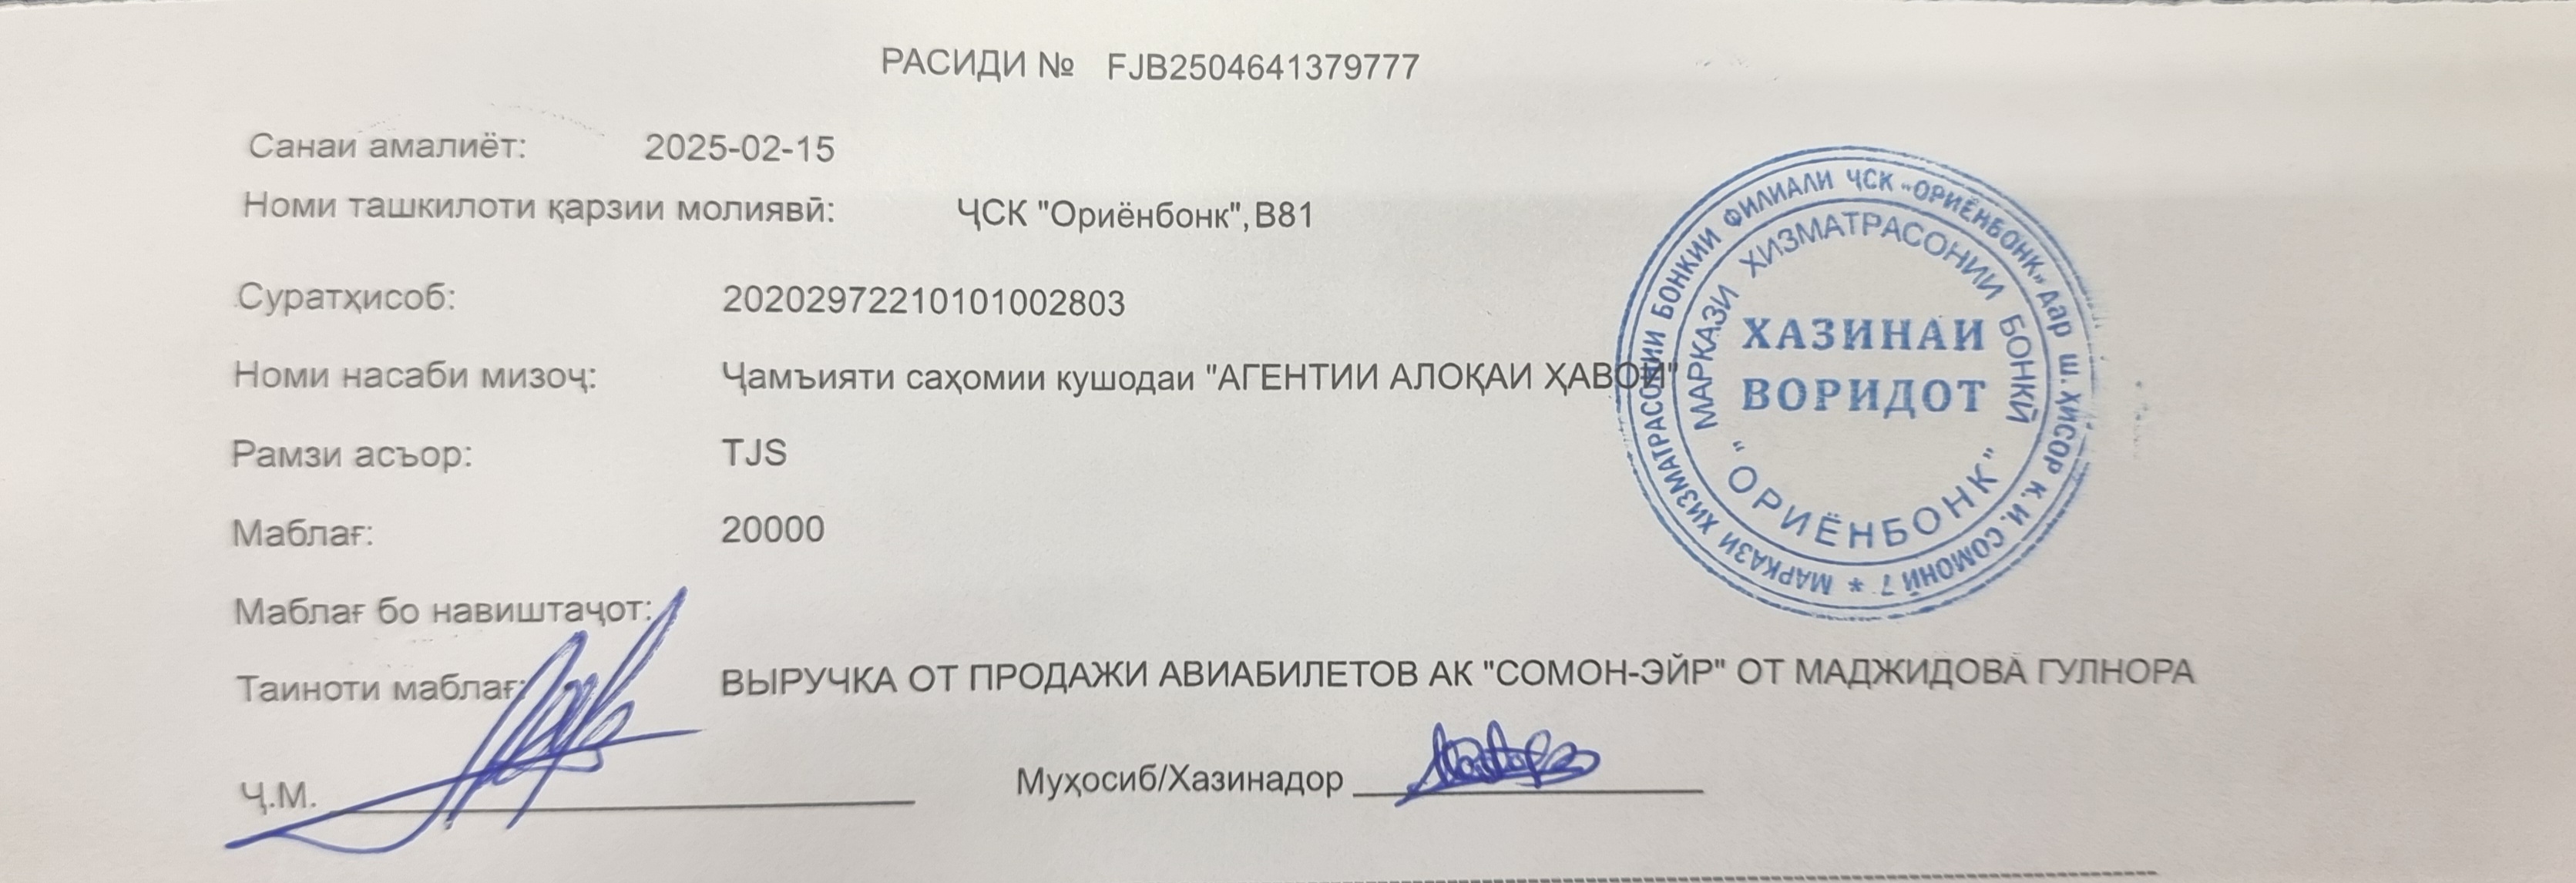 РАСИДИ № FJB2504641379777
Санаи амалиёт: 2025-02-15
Номи ташкилоти қарзии молиявӣ: ҶСК "Ориёнбонк", B81
Суратҳисоб: 20202972210101002803
Номи насаби мизоҷ: Ҷамъияти саҳомии кушодаи "АГЕНТИИ АЛОҚАИ ҲАВОӢ"
Рамзи асъор: TJS
Маблағ: 20000
Маблағ бо навиштаҷот:
Таиноти маблағ: ВЫРУЧКА ОТ ПРОДАЖИ АВИАБИЛЕТОВ АК "СОМОН-ЭЙР" ОТ МАДЖИДОВА ГУЛНОРА
Ҷ.М.
Муҳосиб/Хазинадор
МАРКАЗИ ХИЗМАТРАСОНИИ БОНКИИ ФИЛИАЛИ ҶСК «ОРИЁНБОНК» дар Ш. ҲИСОР К. И. СОМОНӢ 7 *
МАРКАЗИ ХИЗМАТРАСОНИИ БОНКӢ
"ОРИЁНБОНК"
ХАЗИНАИ
ВОРИДОТ